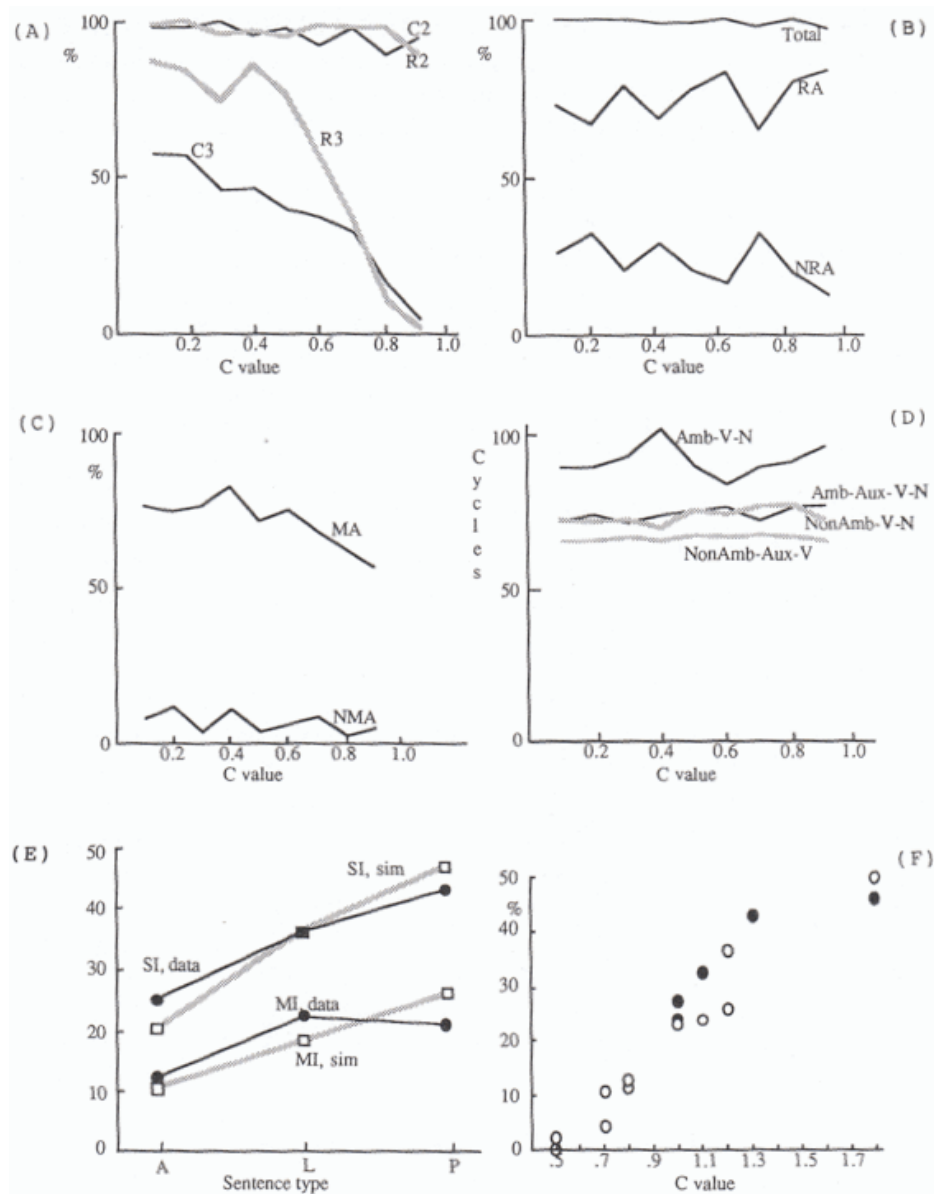 (A)
100
%
C2
R2
R3
C3
50
0
0.2 0.4 0.6 0.8 1.0
C value
(B)
100
%
Total
RA
50
NRA
0
0.2 0.4 0.6 0.8 1.0
C value
(C)
100
%
MA
50
NMA
0
0.2 0.4 0.6 0.8 1.0
C value
(D)
100
Cycles
Amb-V-N
Amb-Aux-V-N
NonAmb-V-N
NonAmb-Aux-V
50
0
0.2 0.4 0.6 0.8 1.0
C value
(E)
50
SI, sim
40
30
SI, data
MI, data
20
MI, sim
10
0
A L P
Sentence type
(F)
50
%
40
30
20
10
0
.5 .7 .9 1.1 1.3 1.5 1.7
C value